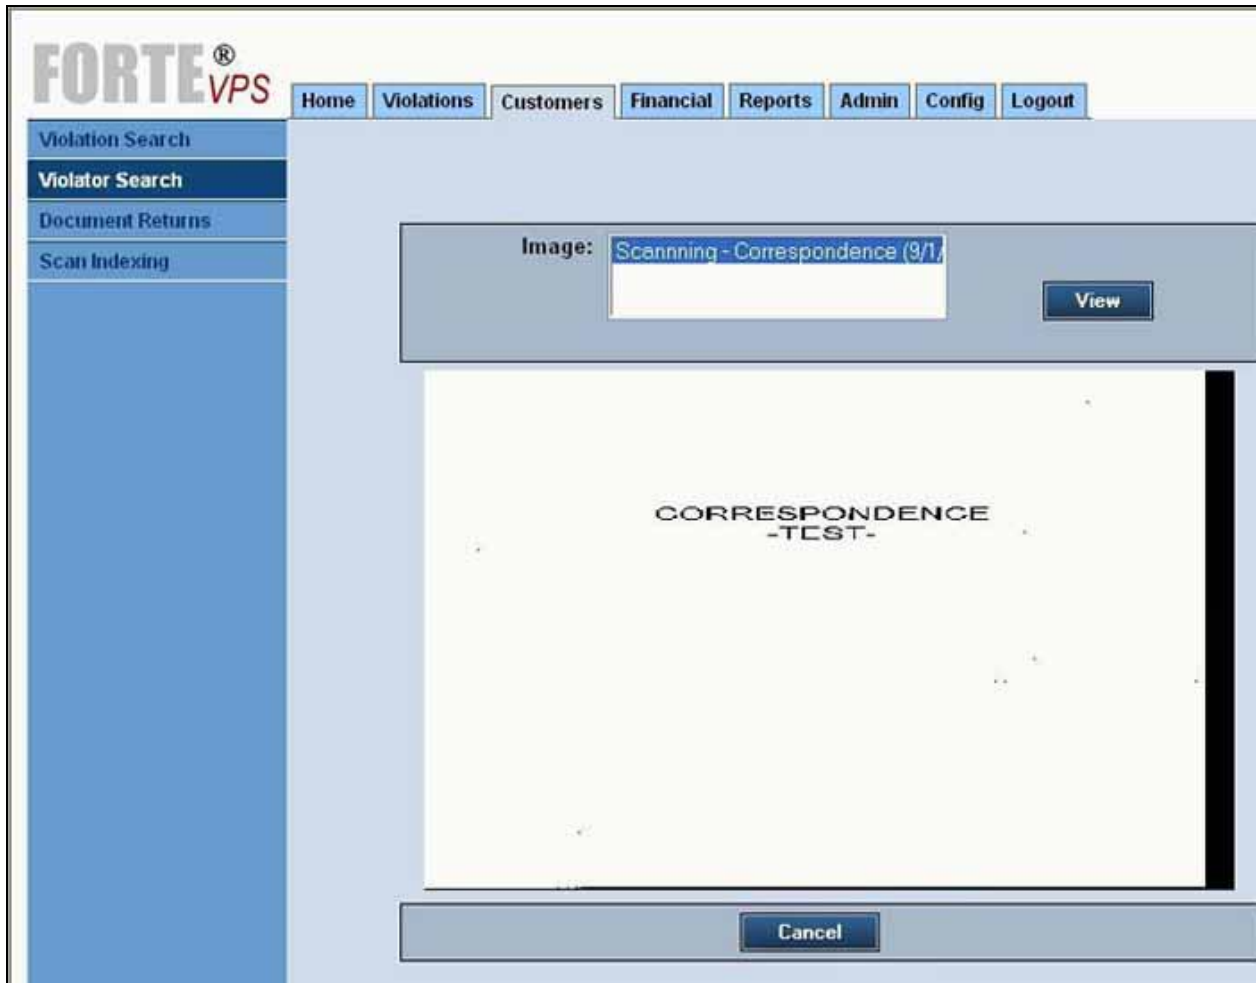 FORTE® VPS
Home Violations Customers Financial Reports Admin Config Logout
Violation Search
Violator Search
Document Returns
Scan Indexing
Image: Scannning - Correspondence (9/1/
View
CORRESPONDENCE
-TEST-
Cancel